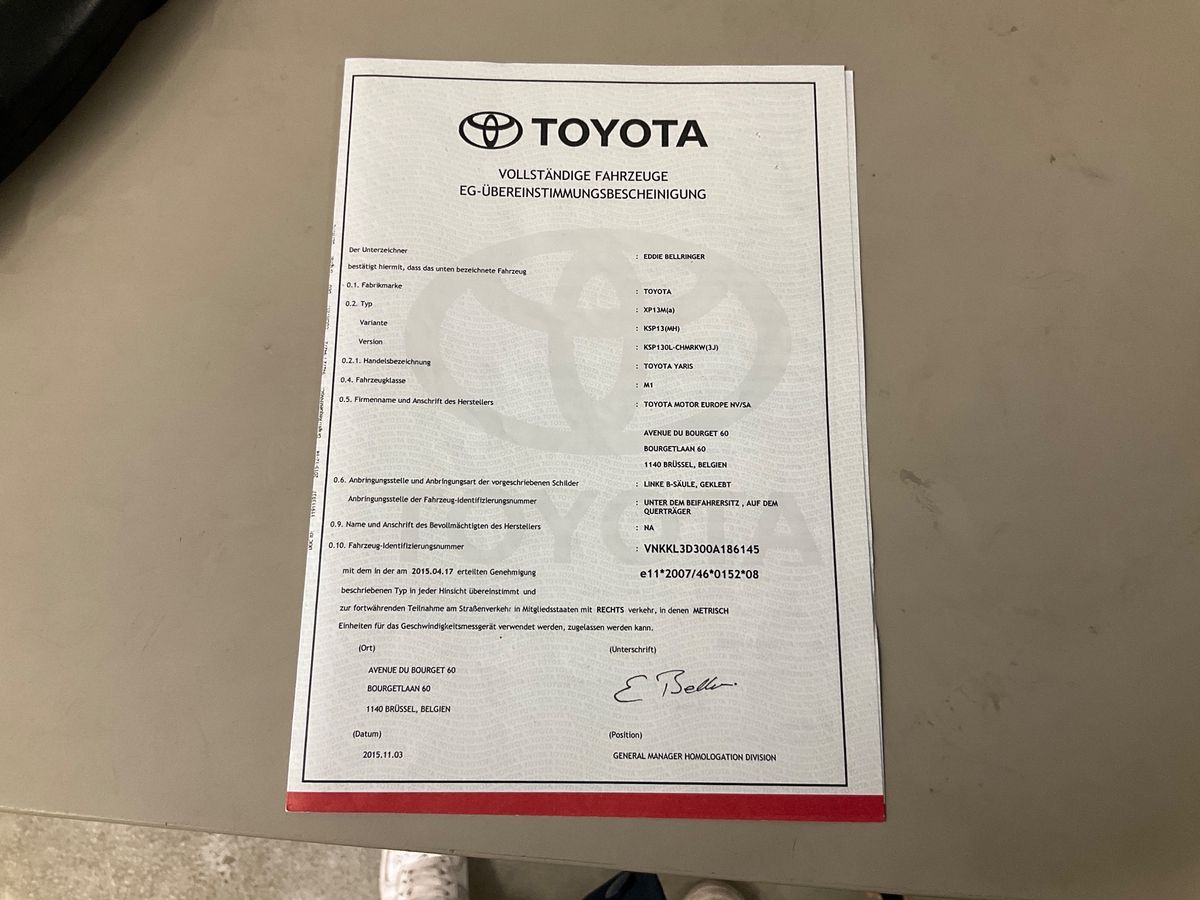 TOYOTA
VOLLSTÄNDIGE FAHRZEUGE
EG-ÜBEREINSTIMMUNGSBESCHEINIGUNG
Der Unterzeichner : EDDIE BELLRINGER
bestätigt hiermit, dass das unten bezeichnete Fahrzeug
0.1. Fabrikmarke : TOYOTA
0.2. Typ : XP13M(a)
Variante : KSP13(MH)
Version : KSP130L-CHMRKW(3J)
0.2.1. Handelsbezeichnung : TOYOTA YARIS
0.4. Fahrzeugklasse : M1
0.5. Firmenname und Anschrift des Herstellers : TOYOTA MOTOR EUROPE NV/SA
AVENUE DU BOURGET 60
BOURGETLAAN 60
1140 BRÜSSEL, BELGIEN
0.6. Anbringungsstelle und Anbringungsart der vorgeschriebenen Schilder : LINKE B-SÄULE, GEKLEBT
Anbringungsstelle der Fahrzeug-Identifizierungsnummer : UNTER DEM BEIFAHRERSITZ , AUF DEM
QUERTRÄGER
0.9. Name und Anschrift des Bevollmächtigten des Herstellers : NA
0.10. Fahrzeug-Identifizierungsnummer : VNKKL3D300A186145
mit dem in der am 2015.04.17 erteilten Genehmigung e11*2007/46*0152*08
beschriebenen Typ in jeder Hinsicht übereinstimmt und
zur fortwährenden Teilnahme am Straßenverkehr in Mitgliedsstaaten mit RECHTS verkehr, in denen METRISCH
Einheiten für das Geschwindigkeitsmessgerät verwendet werden, zugelassen werden kann.
(Ort) (Unterschrift)
AVENUE DU BOURGET 60
BOURGETLAAN 60
1140 BRÜSSEL, BELGIEN
(Datum) (Position)
2015.11.03 GENERAL MANAGER HOMOLOGATION DIVISION
TOYOTA